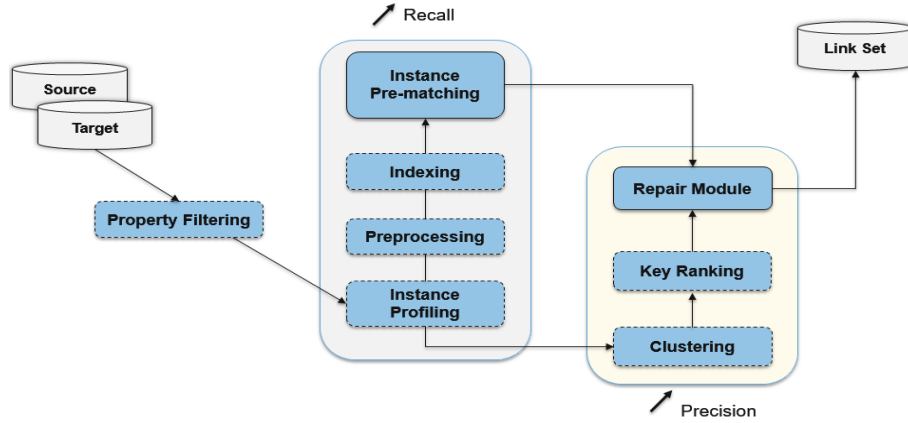 Recall
Source
Target
Property Filtering
Instance
Pre-matching
Indexing
Preprocessing
Instance
Profiling
Link Set
Repair Module
Key Ranking
Clustering
Precision